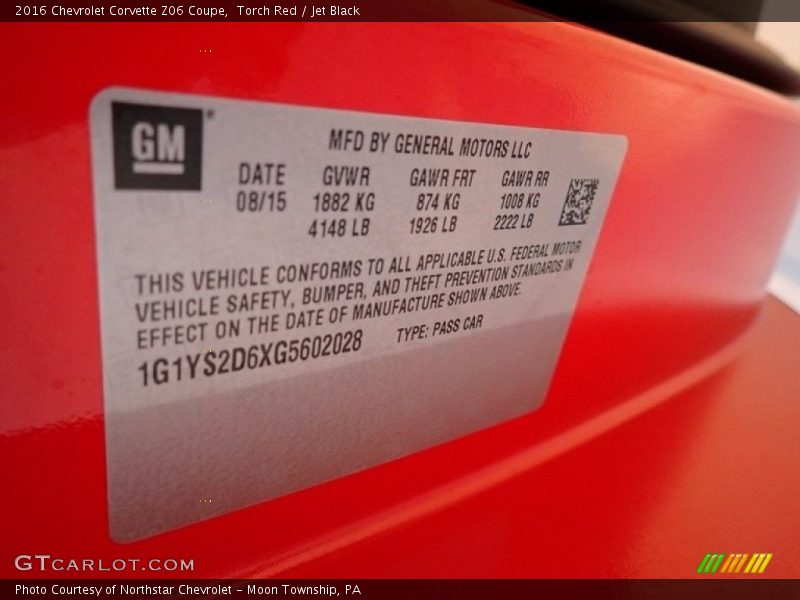 2016 Chevrolet Corvette Z06 Coupe,  Torch Red / Jet Black
GM®
MFD BY GENERAL MOTORS LLC
DATE GVWR GAWR FRT GAWR RR
08/15 1882 KG 874 KG 1008 KG
4148 LB 1926 LB 2222 LB
THIS VEHICLE CONFORMS TO ALL APPLICABLE U.S. FEDERAL MOTOR
VEHICLE SAFETY, BUMPER, AND THEFT PREVENTION STANDARDS IN
EFFECT ON THE DATE OF MANUFACTURE SHOWN ABOVE.
1G1YS2D6XG5602028 TYPE: PASS CAR
GTCARLOT.COM
Photo Courtesy of Northstar Chevrolet - Moon Township, PA